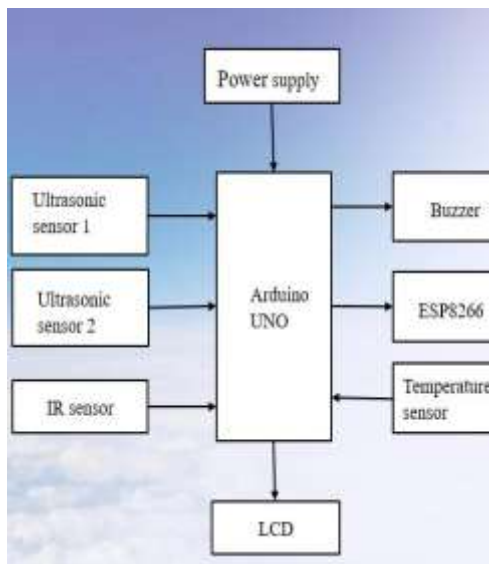 Power supply
Ultrasonic
sensor 1
Buzzer
Ultrasonic
sensor 2
Arduino
UNO
ESP8266
IR sensor
Temperature
sensor
LCD